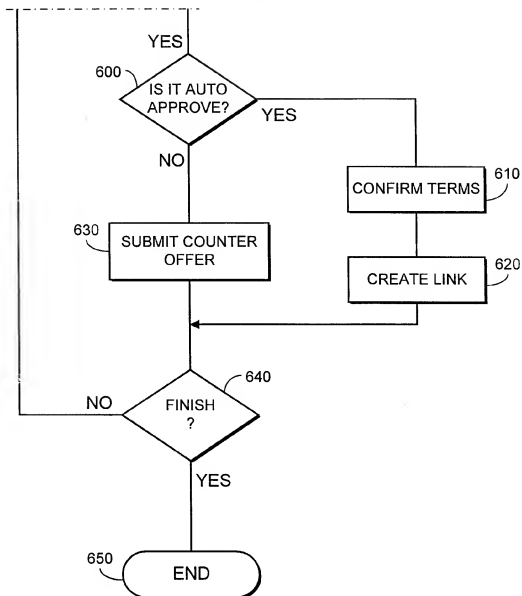 YES
600
IS IT AUTO
APPROVE?
YES
NO
610
CONFIRM TERMS
630
SUBMIT COUNTER
OFFER
620
CREATE LINK
640
NO
FINISH
?
YES
650
END